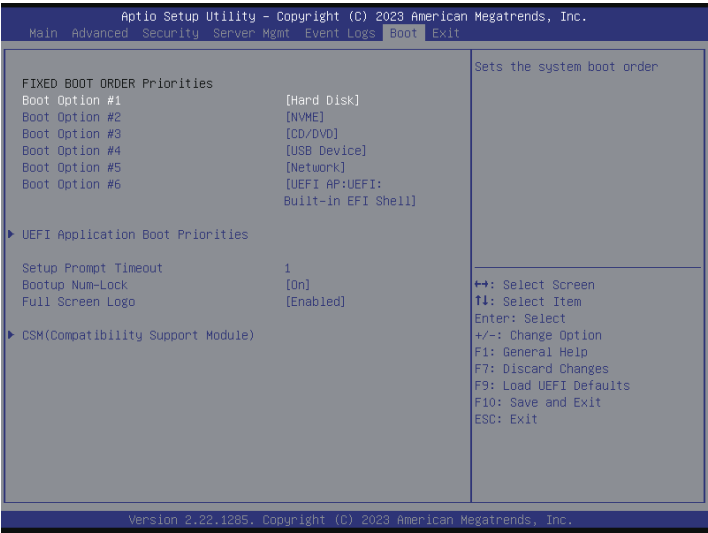 Aptio Setup Utility – Copyright (C) 2023 American Megatrends, Inc.
Main Advanced Security Server Mgmt Event Logs Boot Exit
FIXED BOOT ORDER Priorities
Boot Option #1 [Hard Disk]
Boot Option #2 [NVME]
Boot Option #3 [CD/DVD]
Boot Option #4 [USB Device]
Boot Option #5 [Network]
Boot Option #6 [UEFI AP:UEFI:
Built-in EFI Shell]
UEFI Application Boot Priorities
Setup Prompt Timeout 1
Bootup Num-Lock [On]
Full Screen Logo [Enabled]
CSM(Compatibility Support Module)
Sets the system boot order
↔: Select Screen
↑↓: Select Item
Enter: Select
+/-: Change Option
F1: General Help
F7: Discard Changes
F9: Load UEFI Defaults
F10: Save and Exit
ESC: Exit
Version 2.22.1285. Copyright (C) 2023 American Megatrends, Inc.